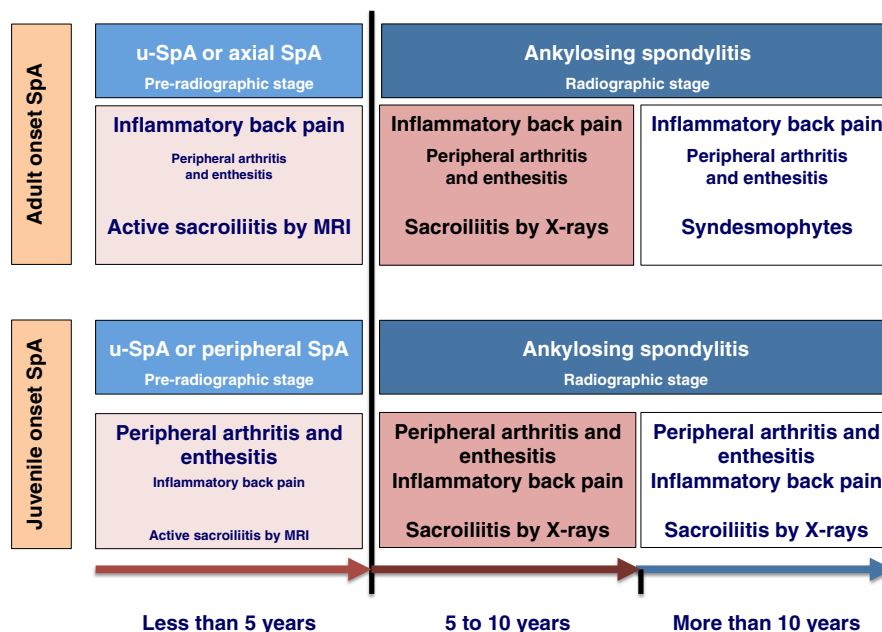 Adult onset SpA
u-SpA or axial SpA
Pre-radiographic stage
Ankylosing spondylitis
Radiographic stage
Inflammatory back pain
Peripheral arthritis
and enthesitis
Active sacroiliitis by MRI
Inflammatory back pain
Peripheral arthritis
and enthesitis
Sacroiliitis by X-rays
Inflammatory back pain
Peripheral arthritis
and enthesitis
Syndesmophytes
Juvenile onset SpA
u-SpA or peripheral SpA
Pre-radiographic stage
Ankylosing spondylitis
Radiographic stage
Peripheral arthritis and
enthesitis
Inflammatory back pain
Active sacroiliitis by MRI
Peripheral arthritis and
enthesitis
Inflammatory back pain
Sacroiliitis by X-rays
Peripheral arthritis and
enthesitis
Inflammatory back pain
Sacroiliitis by X-rays
Less than 5 years
5 to 10 years
More than 10 years